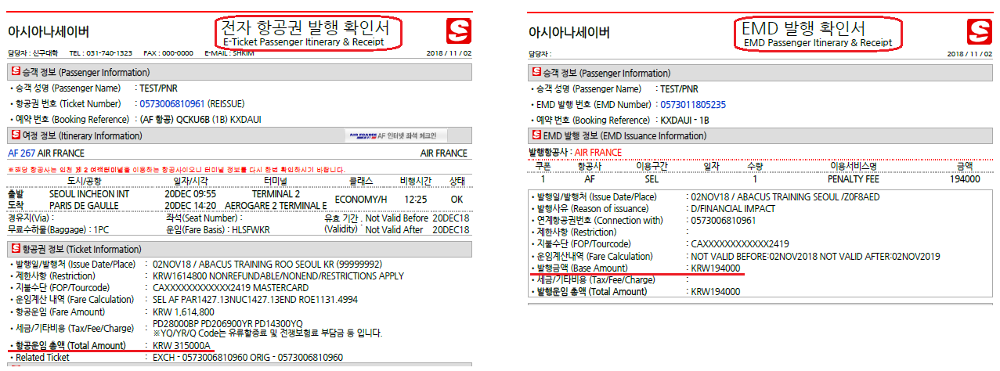 아시아나세이버
전자 항공권 발행 확인서
E-Ticket Passenger Itinerary & Receipt
담당자 : 신구대학 TEL : 031-740-1323 FAX : 000-0000 E-MAIL : SHKIM 2018 / 11 / 02
승객 정보 (Passenger Information)
• 승객 성명 (Passenger Name) : TEST/PNR
• 항공권 번호 (Ticket Number) : 0573006810961 (REISSUE)
• 예약 번호 (Booking Reference) : (AF 항공) QCKU6B (1B) KXDAUI
여정 정보 (Itinerary Information) AIR FRANCE AF 인터넷 좌석 체크인
AF 267 AIR FRANCE AIR FRANCE
※해당 항공사는 인천 제 2 여객터미널을 이용하는 항공사이오니 터미널 정보를 다시 한번 확인하시기 바랍니다.
도시/공항 일자/시각 터미널 클래스 비행시간 상태
출발 SEOUL INCHEON INT 20DEC 09:55 TERMINAL 2
ECONOMY/H 12:25 OK
도착 PARIS DE GAULLE 20DEC 14:20 AEROGARE 2 TERMINAL E
경유지(Via) : 좌석(Seat Number) : 유효 기간 . Not Valid Before 20DEC18
무료수하물(Baggage) : 1PC 운임(Fare Basis) : HLSFWKR (Validity) : Not Valid After 20DEC18
항공권 정보 (Ticket Information)
• 발행일/발행처 (Issue Date/Place) : 02NOV18 / ABACUS TRAINING ROO SEOUL KR (99999992)
• 제한사항 (Restriction) : KRW1614800 NONREFUNDABLE/NONEND/RESTRICTIONS APPLY
• 지불수단 (FOP/Tourcode) : CAXXXXXXXXXXXX2419 MASTERCARD
• 운임계산 내역 (Fare Calculation) : SEL AF PAR1427.13NUC1427.13END ROE1131.4994
• 항공운임 (Fare Amount) : KRW 1,614,800
• 세금/기타비용 (Tax/Fee/Charge) : PD28000BP PD206900YR PD14300YQ
※YQ/YR/Q Code는 유류할증료 및 전쟁보험료 부담금 등 입니다.
• 항공운임 총액 (Total Amount) : KRW 315000A
• Related Ticket : EXCH - 0573006810960 ORIG - 0573006810960
아시아나세이버
EMD 발행 확인서
EMD Passenger Itinerary & Receipt
담당자 : 2018 / 11 / 02
승객 정보 (Passenger Information)
• 승객 성명 (Passenger Name) : TEST/PNR
• EMD 발행 번호 (EMD Number) : 0573011805235
• 예약 번호 (Booking Reference) : KXDAUI - 1B
EMD 발행 정보 (EMD Issuance Information)
발행항공사 : AIR FRANCE
쿠폰 항공사 이용구간 일자 수량 이용서비스명 금액
1 AF SEL 1 PENALTY FEE 194000
• 발행일/발행처 (Issue Date/Place) : 02NOV18 / ABACUS TRAINING SEOUL /Z0F8AED
• 발행사유 (Reason of issuance) : D/FINANCIAL IMPACT
• 연계항공권번호 (Connection with) : 0573006810961
• 제한사항 (Restriction) :
• 지불수단 (FOP/Tourcode) : CAXXXXXXXXXXXX2419
• 운임계산내역 (Fare Calculation) : NOT VALID BEFORE:02NOV2018 NOT VALID AFTER:02NOV2019
• 발행금액 (Base Amount) : KRW194000
• 세금/기타비용 (Tax/Fee/Charge) :
• 발행운임 총액 (Total Amount) : KRW194000